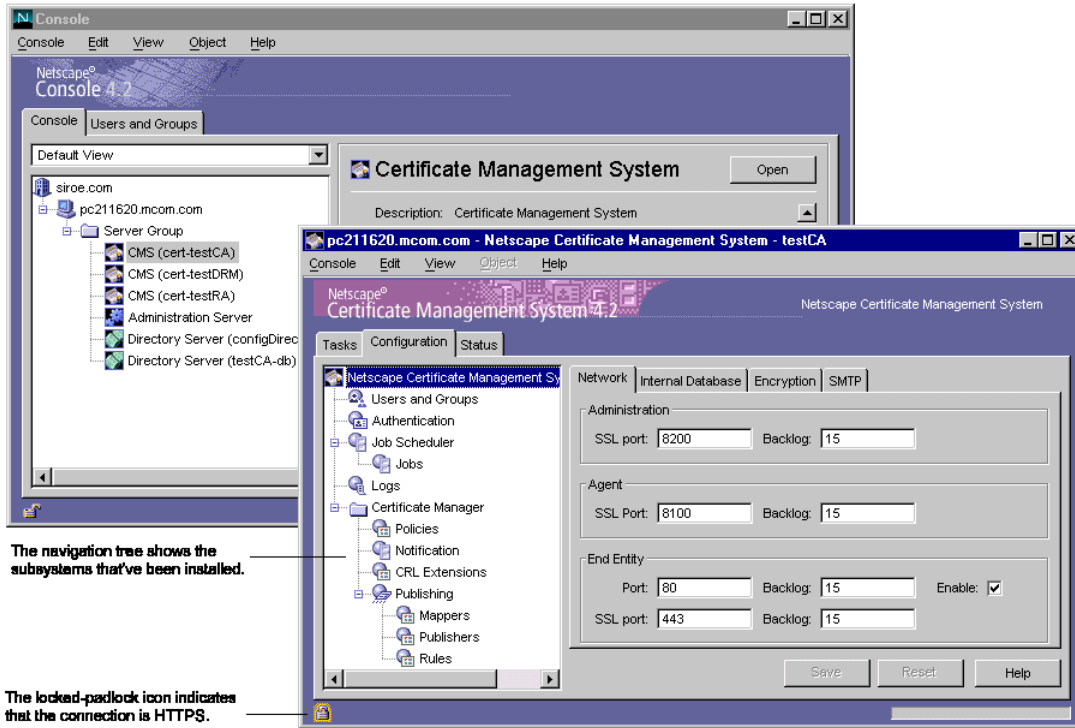 Console
Console Edit View Object Help
Netscape®
Console 4.2
Console Users and Groups
Default View
siroe.com
pc211620.mcom.com
Server Group
CMS (cert-testCA)
CMS (cert-testDRM)
CMS (cert-testRA)
Administration Server
Directory Server (configDirec
Directory Server (testCA-db)
Certificate Management System Open
Description: Certificate Management System
pc211620.mcom.com - Netscape Certificate Management System - testCA
Console Edit View Object Help
Netscape®
Certificate Management System 4.2
Netscape Certificate Management System
Tasks Configuration Status
Netscape Certificate Management Sy
Users and Groups
Authentication
Job Scheduler
Jobs
Logs
Certificate Manager
Policies
Notification
CRL Extensions
Publishing
Mappers
Publishers
Rules
Network Internal Database Encryption SMTP
Administration
SSL port: 8200 Backlog: 15
Agent
SSL Port: 8100 Backlog: 15
End Entity
Port: 80 Backlog: 15 Enable:
SSL port: 443 Backlog: 15
Save Reset Help
The navigation tree shows the
subsystems that've been installed.
The locked-padlock icon indicates
that the connection is HTTPS.